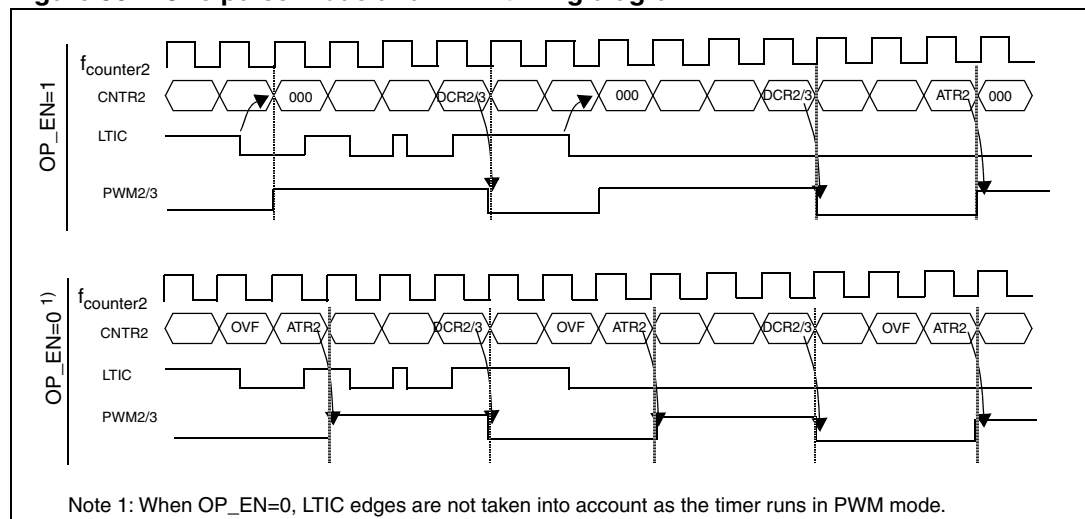 OP_EN=1
fcounter2
CNTR2
000
DCR2/3
000
DCR2/3
ATR2
000
LTIC
PWM2/3
OP_EN=0 1)
fcounter2
CNTR2
OVF
ATR2
DCR2/3
OVF
ATR2
DCR2/3
OVF
ATR2
LTIC
PWM2/3
Note 1: When OP_EN=0, LTIC edges are not taken into account as the timer runs in PWM mode.